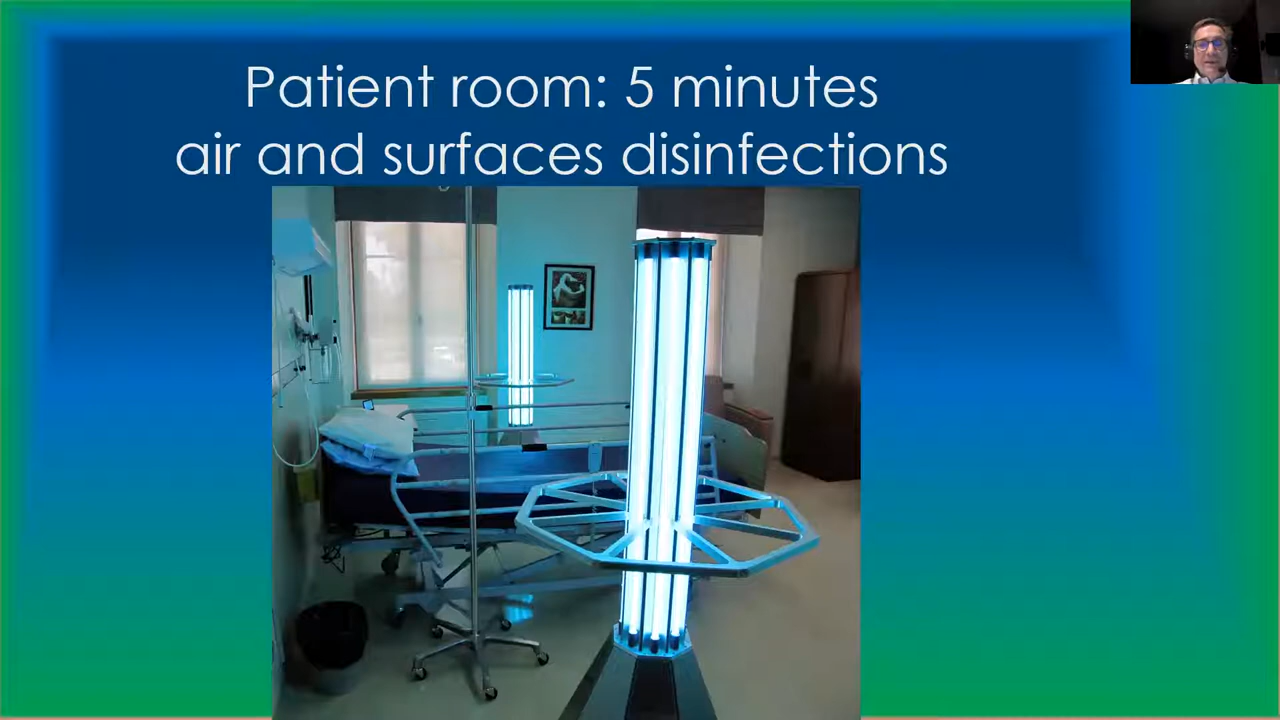 Patient room: 5 minutes
air and surfaces disinfections